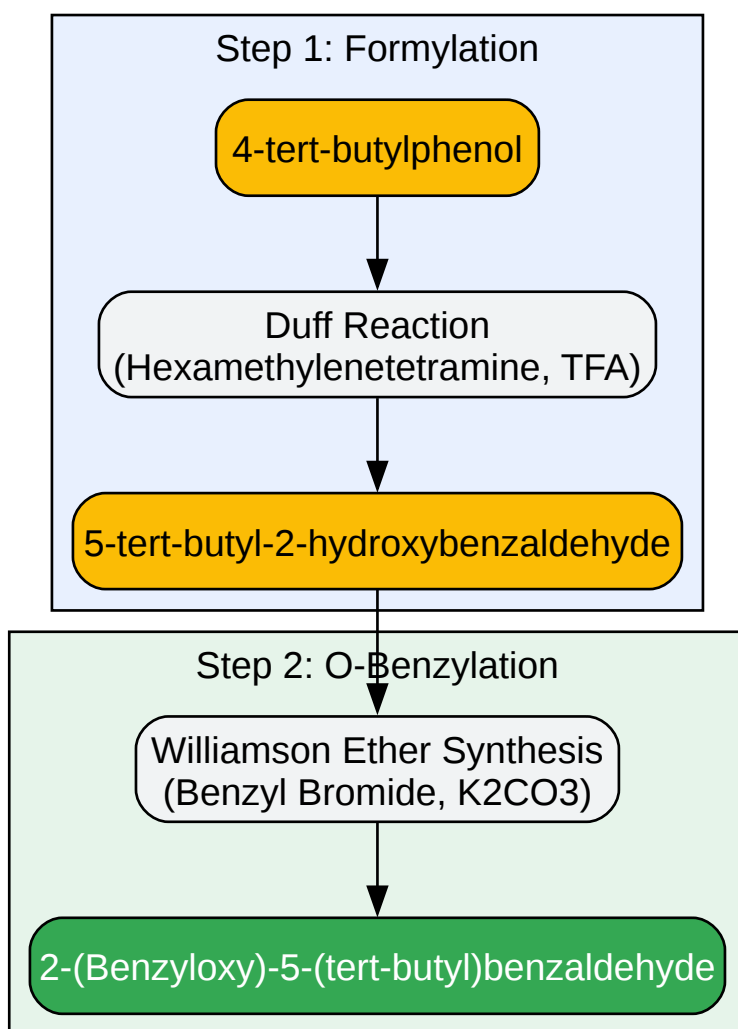 Step 1: Formylation
4-tert-butylphenol
Duff Reaction
(Hexamethylenetetramine, TFA)
5-tert-butyl-2-hydroxybenzaldehyde
Step 2: O-Benzylation
Williamson Ether Synthesis
(Benzyl Bromide, K2CO3)
2-(Benzyloxy)-5-(tert-butyl)benzaldehyde